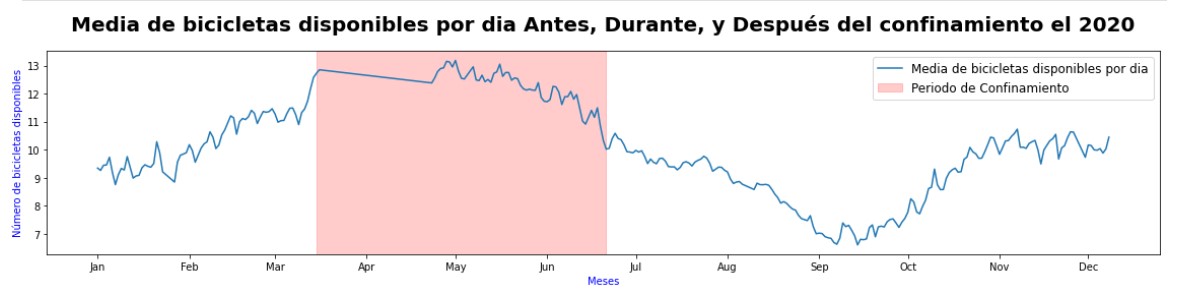 Media de bicicletas disponibles por dia Antes, Durante, y Después del confinamiento el 2020
Número de bicicletas disponibles
13
12
11
10
9
8
7
Media de bicicletas disponibles por dia
Periodo de Confinamiento
Jan Feb Mar Apr May Jun Jul Aug Sep Oct Nov Dec
Meses